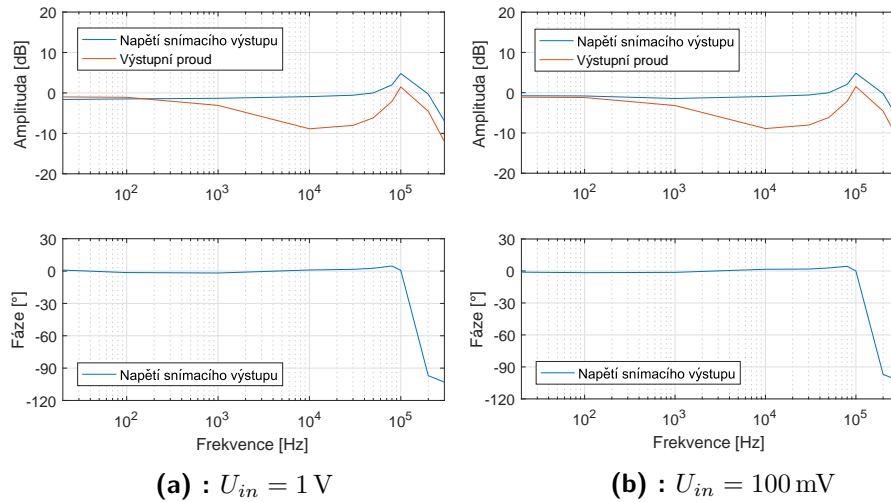 20
10
0
-10
-20
Amplituda [dB]
Napětí snímacího výstupu
Výstupní proud
10²
10³
10⁴
10⁵
30
0
-30
-60
-90
-120
Fáze [°]
Napětí snímacího výstupu
10²
10³
10⁴
10⁵
Frekvence [Hz]
(a) : U_in = 1 V
20
10
0
-10
-20
Amplituda [dB]
Napětí snímacího výstupu
Výstupní proud
10²
10³
10⁴
10⁵
30
0
-30
-60
-90
-120
Fáze [°]
Napětí snímacího výstupu
10²
10³
10⁴
10⁵
Frekvence [Hz]
(b) : U_in = 100 mV